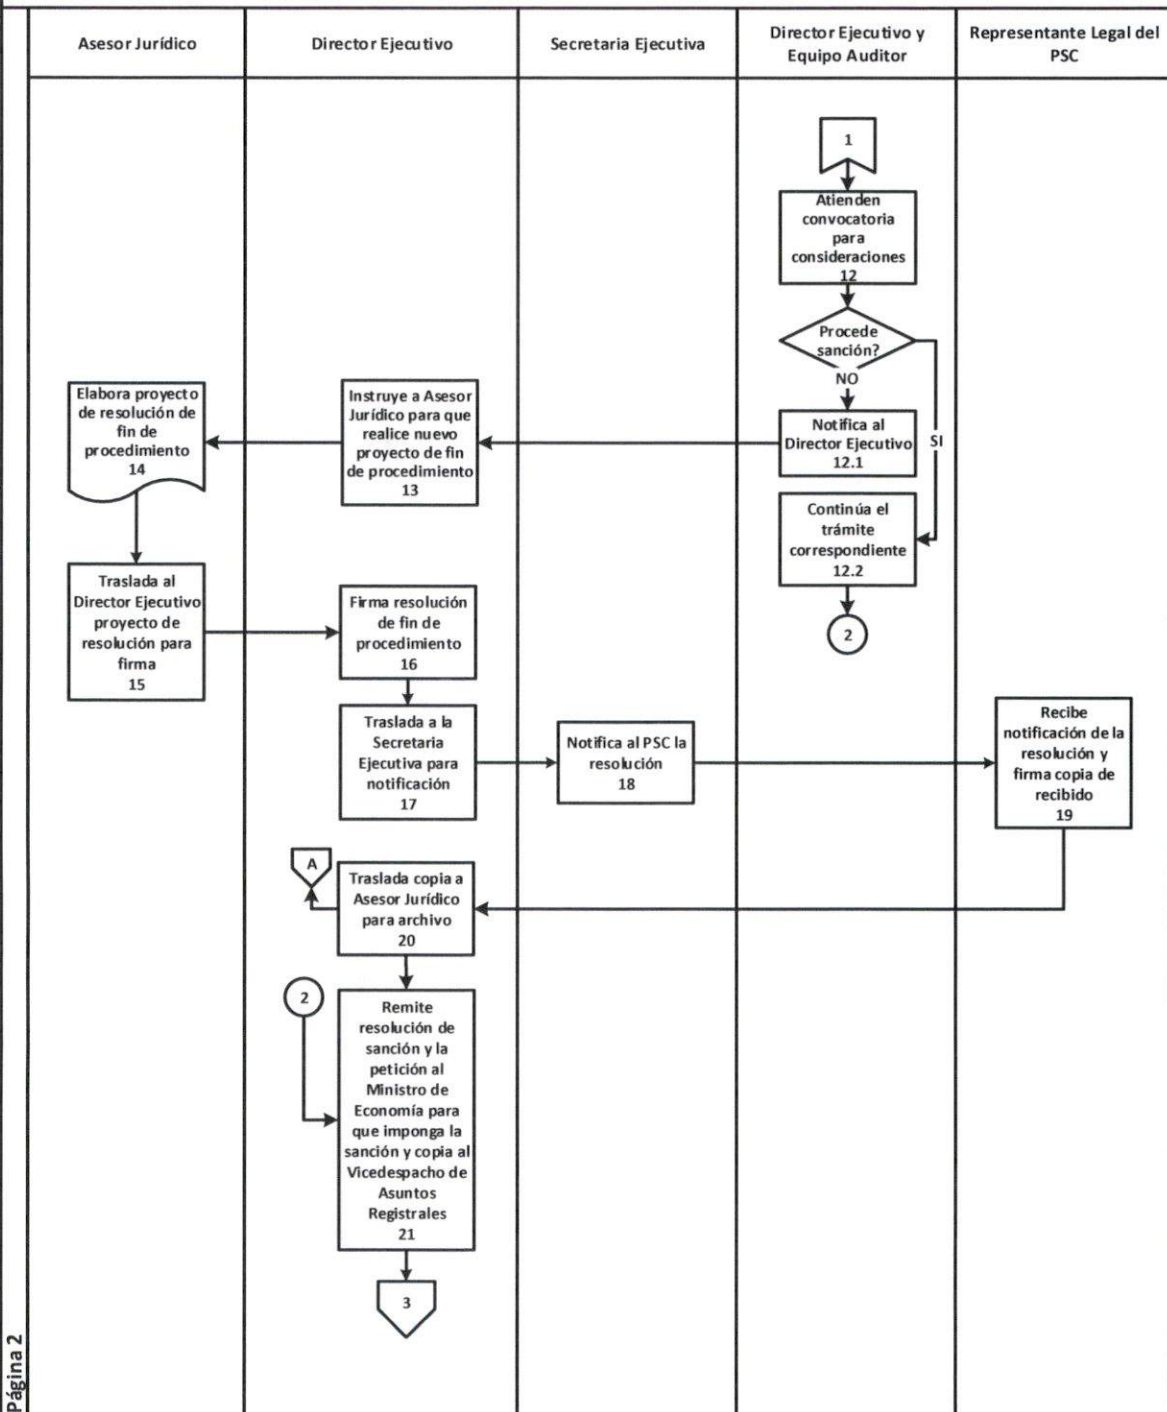 Asesor Jurídico
Director Ejecutivo
Secretaria Ejecutiva
Director Ejecutivo y
Equipo Auditor
Representante Legal del
PSC
1
Atienden
convocatoria
para
consideraciones
12
Procede
sanción?
NO
SI
Notifica al
Director Ejecutivo
12.1
Instruye a Asesor
Jurídico para que
realice nuevo
proyecto de fin
de procedimiento
13
Elabora proyecto
de resolución de
fin de
procedimiento
14
Continúa el
trámite
correspondiente
12.2
2
Traslada al
Director Ejecutivo
proyecto de
resolución para
firma
15
Firma resolución
de fin de
procedimiento
16
Traslada a la
Secretaria
Ejecutiva para
notificación
17
Notifica al PSC la
resolución
18
Recibe
notificación de la
resolución y
firma copia de
recibido
19
A
Traslada copia a
Asesor Jurídico
para archivo
20
2
Remite
resolución de
sanción y la
petición al
Ministro de
Economía para
que imponga la
sanción y copia al
Vicedespacho de
Asuntos
Registrales
21
3
Página 2